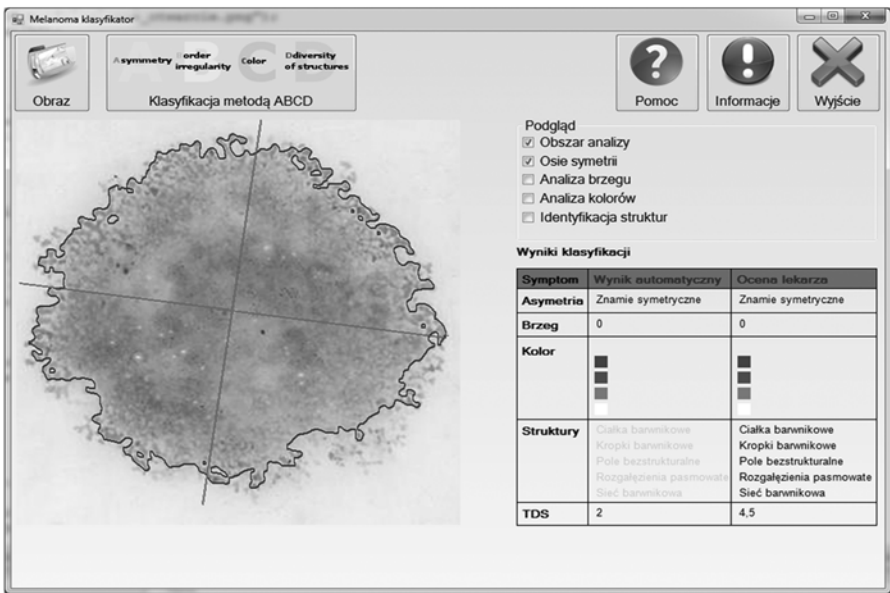 Melanoma klasyfikator
Asymmetry Border irregularity Color Ddiversity of structures
Obraz
Klasyfikacja metodą ABCD
Pomoc
Informacje
Wyjście
Podgląd
Obszar analizy
Osie symetrii
Analiza brzegu
Analiza kolorów
Identyfikacja struktur
Wyniki klasyfikacji
Symptom Wynik automatyczny Ocena lekarza
Asymetria Znamie symetryczne Znamie symetryczne
Brzeg 0 0
Kolor
Struktury Ciałka barwnikowe Ciałka barwnikowe
Kropki barwnikowe Kropki barwnikowe
Pole bezstrukturalne Pole bezstrukturalne
Rozgałęzienia pasmowate Rozgałęzienia pasmowate
Sieć barwnikowa Sieć barwnikowa
TDS 2 4,5